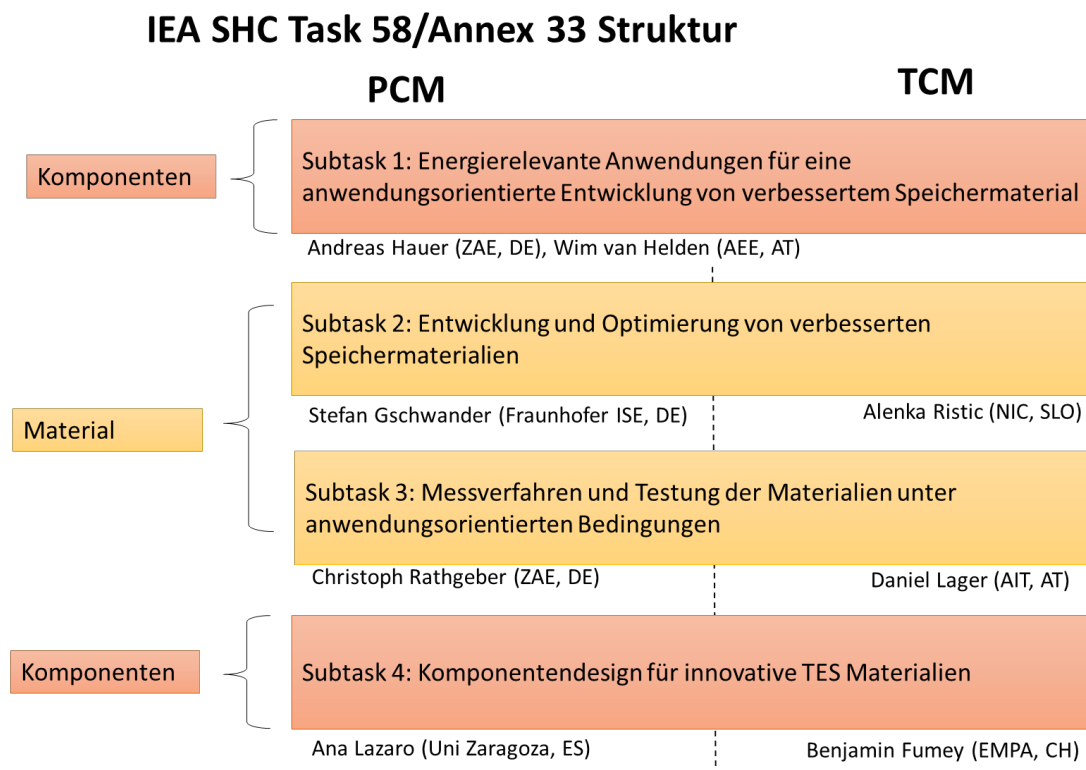 IEA SHC Task 58/Annex 33 Struktur
PCM
TCM
Komponenten
Subtask 1: Energierelevante Anwendungen für eine
anwendungsorientierte Entwicklung von verbessertem Speichermaterial
Andreas Hauer (ZAE, DE), Wim van Helden (AEE, AT)
Material
Subtask 2: Entwicklung und Optimierung von verbesserten
Speichermaterialien
Stefan Gschwander (Fraunhofer ISE, DE)
Alenka Ristic (NIC, SLO)
Subtask 3: Messverfahren und Testung der Materialien unter
anwendungsorientierten Bedingungen
Christoph Rathgeber (ZAE, DE)
Daniel Lager (AIT, AT)
Komponenten
Subtask 4: Komponentendesign für innovative TES Materialien
Ana Lazaro (Uni Zaragoza, ES)
Benjamin Fumey (EMPA, CH)